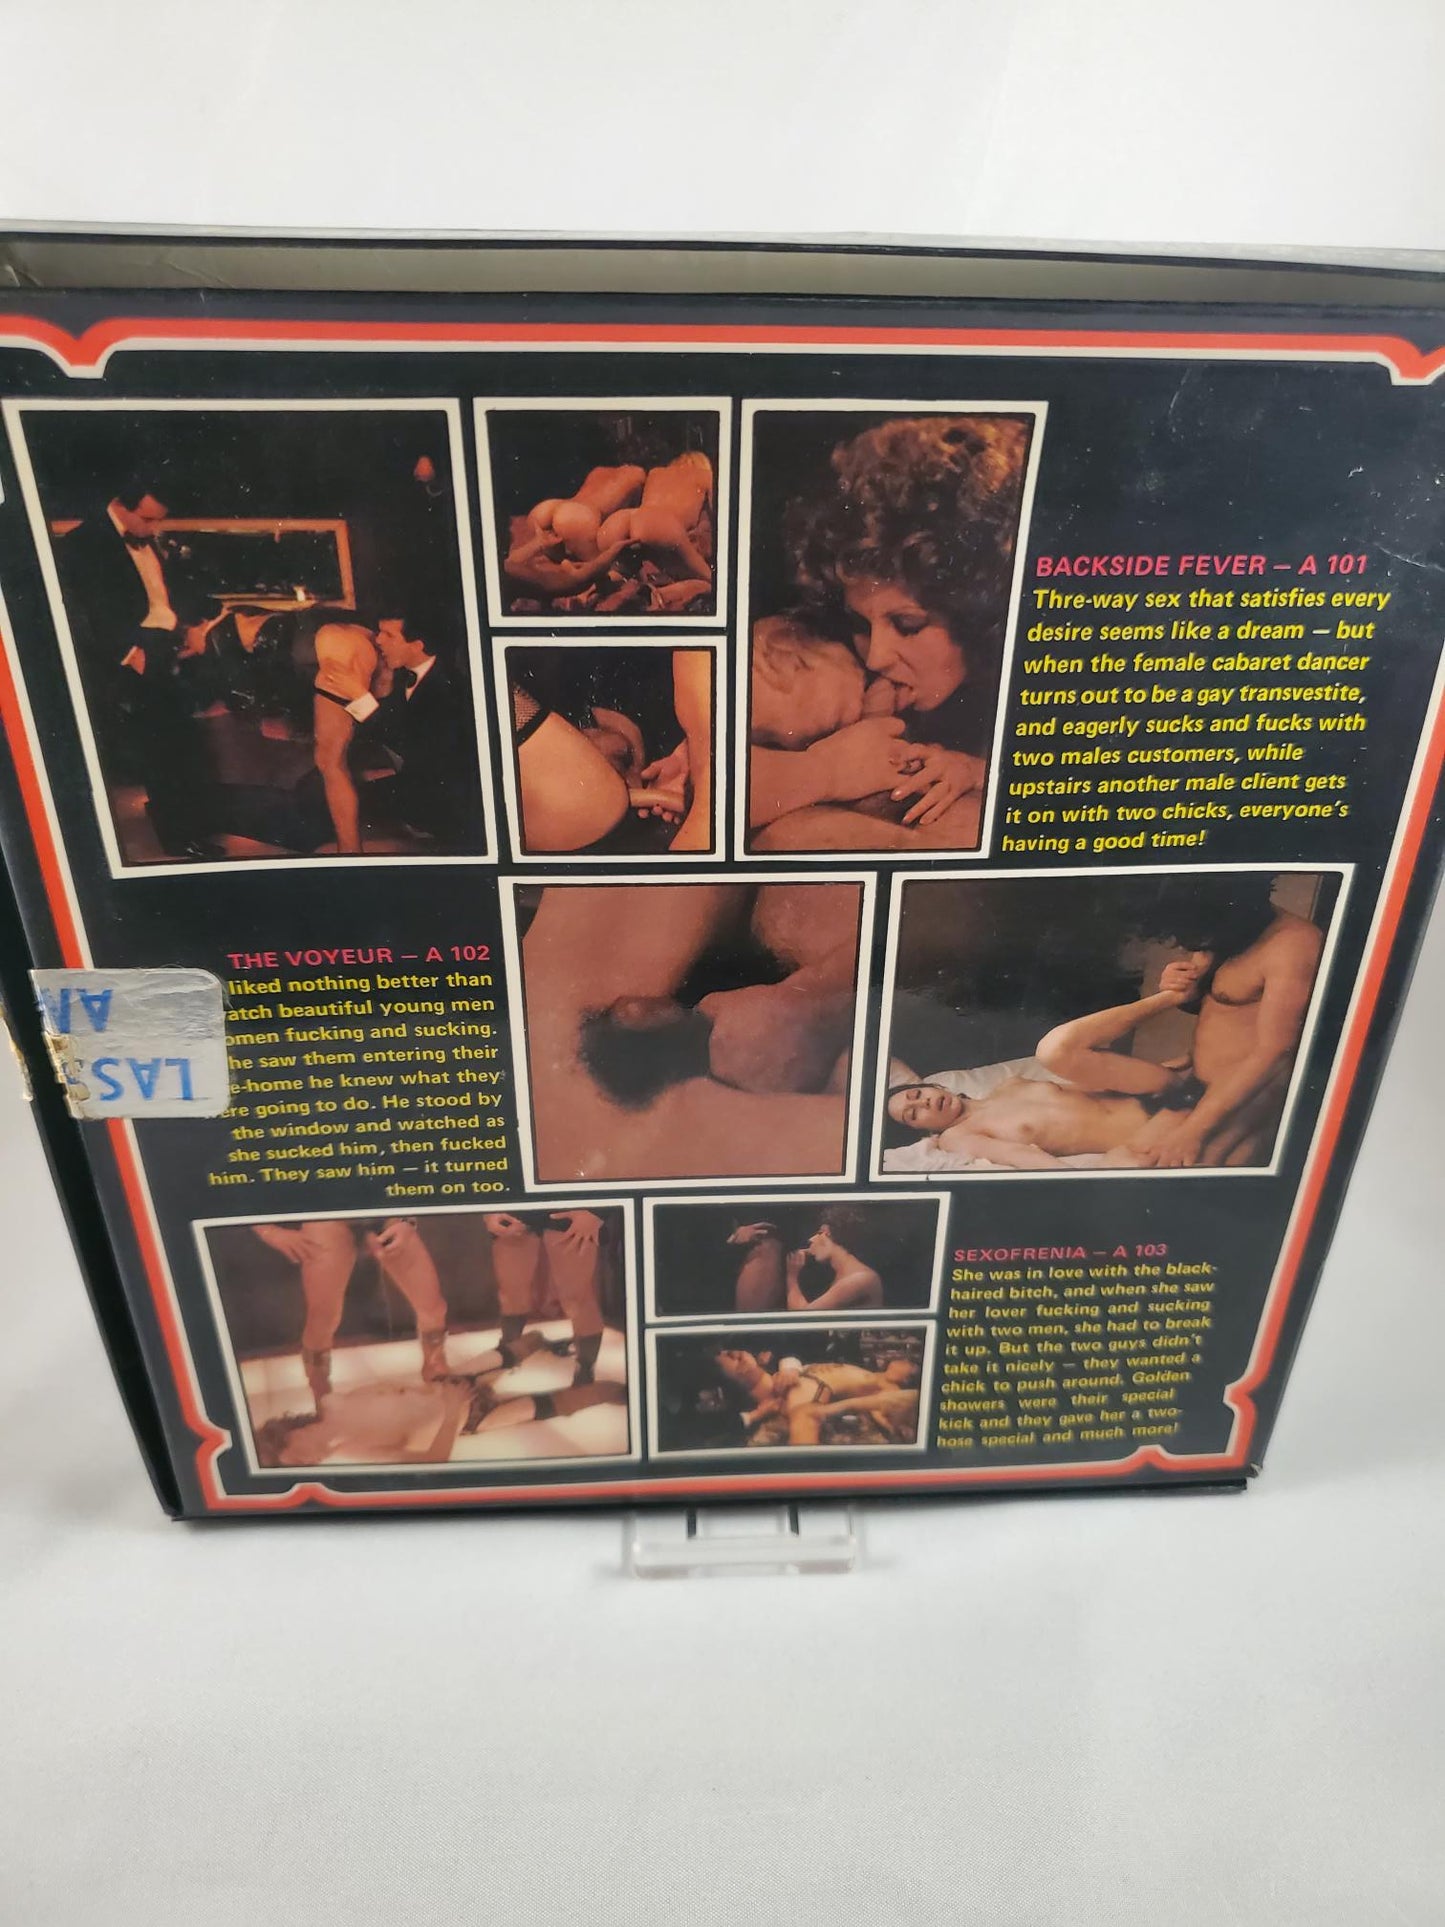 BACKSIDE FEVER – A 101
Thre-way sex that satisfies every
desire seems like a dream – but
when the female cabaret dancer
turns out to be a gay transvestite,
and eagerly sucks and fucks with
two males customers, while
upstairs another male client gets
it on with two chicks, everyone's
having a good time!
THE VOYEUR – A 102
liked nothing better than
atch beautiful young men
omen fucking and sucking.
he saw them entering their
e-home he knew what they
ere going to do. He stood by
the window and watched as
she sucked him, then fucked
him. They saw him – it turned
them on too.
LAS
SEXOFRENIA – A 103
She was in love with the black-
haired bitch, and when she saw
her lover fucking and sucking
with two men, she had to break
it up. But the two guys didn't
take it nicely – they wanted a
chick to push around. Golden
showers were their special
kick and they gave her a two-
hose special and much more!